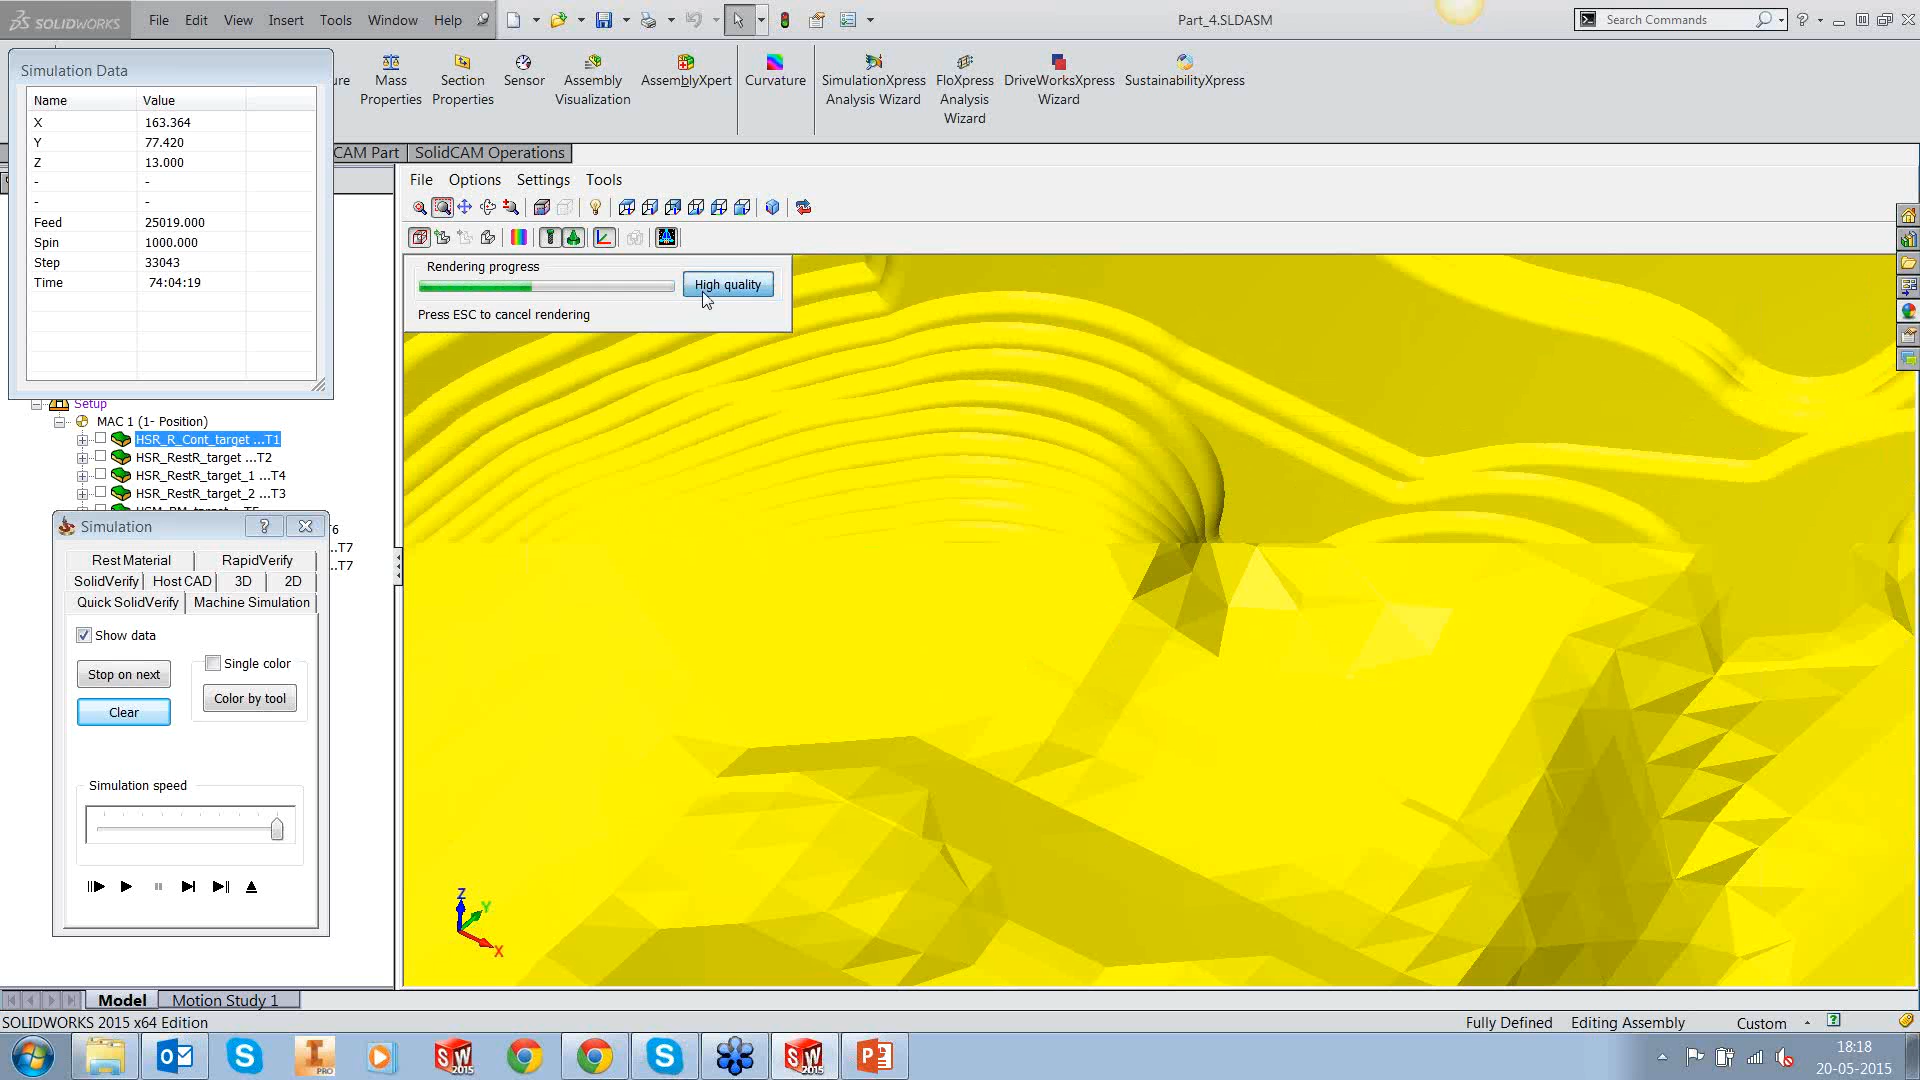 SOLIDWORKS File Edit View Insert Tools Window Help Part_4.SLDASM Search Commands
Simulation Data
Name Value
X 163.364
Y 77.420
Z 13.000
- -
- -
Feed 25019.000
Spin 1000.000
Step 33043
Time 74:04:19
Mass Properties
Section Properties
Sensor
Assembly Visualization
AssemblyXpert
Curvature
SimulationXpress Analysis Wizard
FloXpress Analysis Wizard
DriveWorksXpress Wizard
SustainabilityXpress
CAM Part SolidCAM Operations
File Options Settings Tools
Rendering progress
High quality
Press ESC to cancel rendering
Setup
MAC 1 (1- Position)
HSR_R_Cont_target ...T1
HSR_RestR_target ...T2
HSR_RestR_target_1 ...T4
HSR_RestR_target_2 ...T3
...T7
...T7
Simulation
Rest Material RapidVerify
SolidVerify Host CAD 3D 2D
Quick SolidVerify Machine Simulation
Show data
Stop on next
Single color
Color by tool
Clear
Simulation speed
Z
Y
X
Model Motion Study 1
SOLIDWORKS 2015 x64 Edition Fully Defined Editing Assembly Custom
18:18
20-05-2015